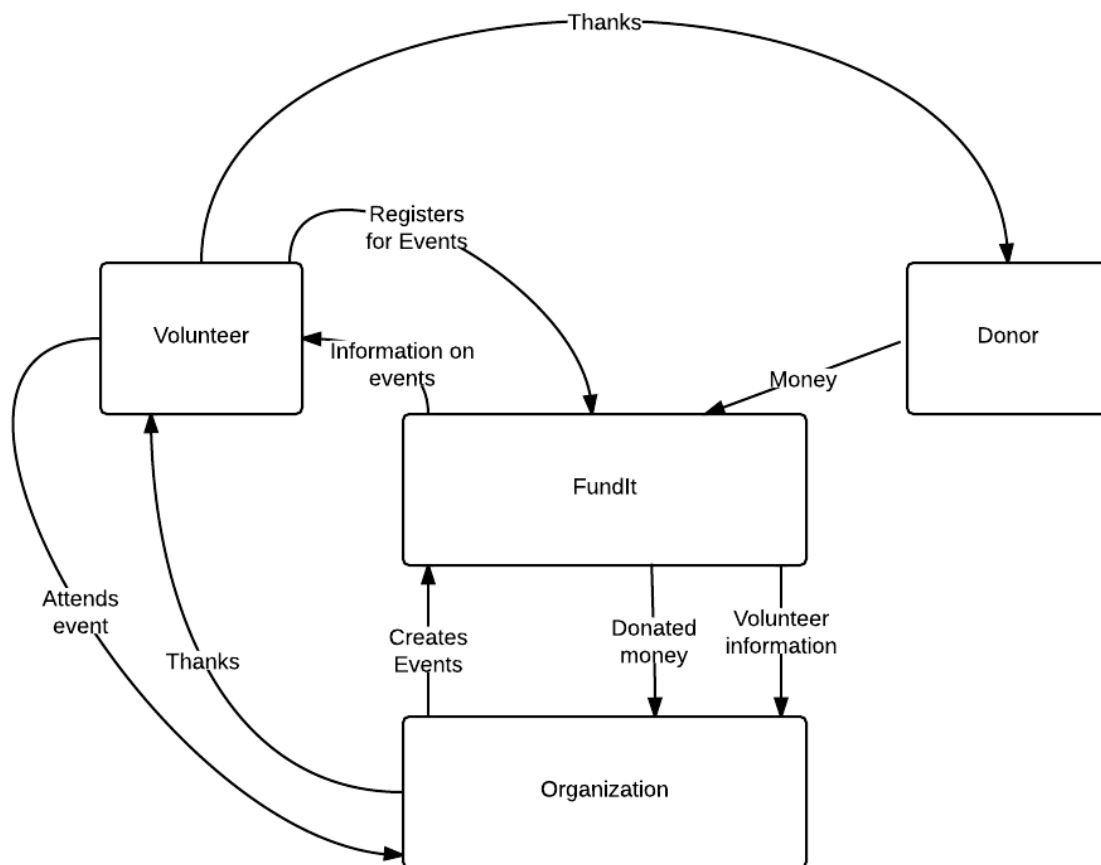 Thanks
Registers
for Events
Volunteer
Donor
Information on
events
Money
FundIt
Attends
event
Creates
Events
Donated
money
Volunteer
information
Thanks
Organization